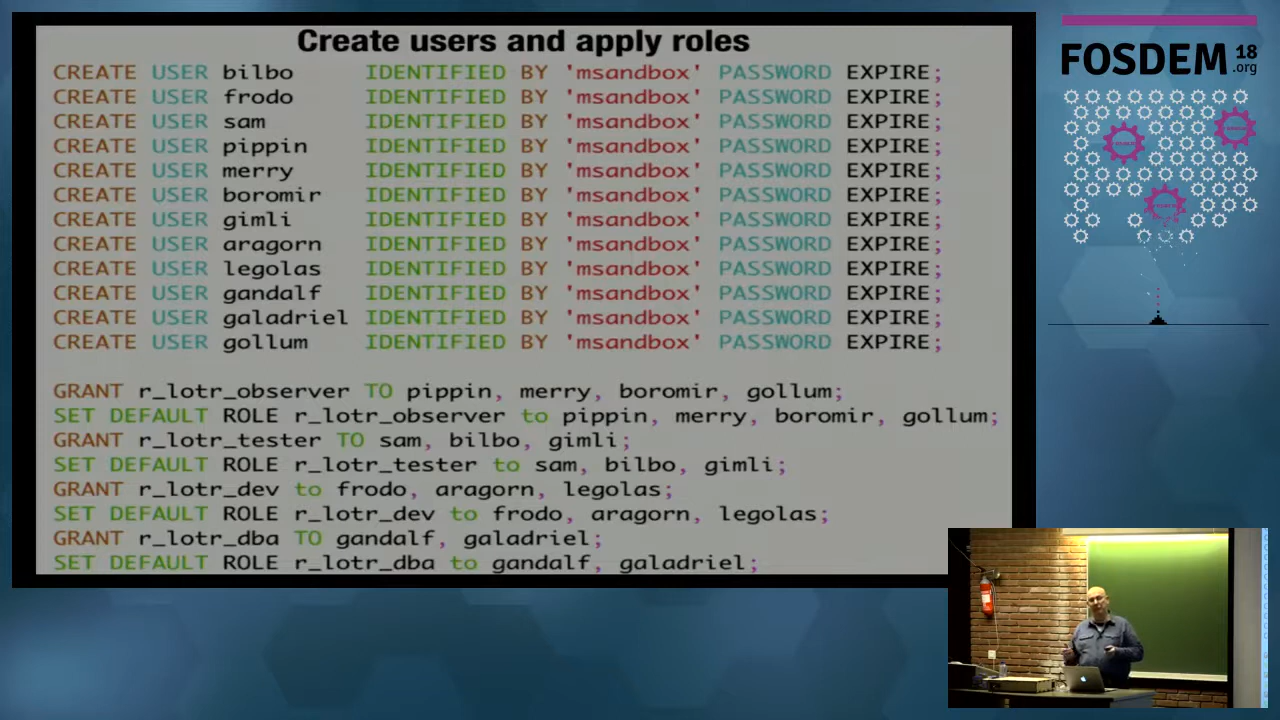 Create users and apply roles
CREATE USER bilbo IDENTIFIED BY 'msandbox' PASSWORD EXPIRE;
CREATE USER frodo IDENTIFIED BY 'msandbox' PASSWORD EXPIRE;
CREATE USER sam IDENTIFIED BY 'msandbox' PASSWORD EXPIRE;
CREATE USER pippin IDENTIFIED BY 'msandbox' PASSWORD EXPIRE;
CREATE USER merry IDENTIFIED BY 'msandbox' PASSWORD EXPIRE;
CREATE USER boromir IDENTIFIED BY 'msandbox' PASSWORD EXPIRE;
CREATE USER gimli IDENTIFIED BY 'msandbox' PASSWORD EXPIRE;
CREATE USER aragorn IDENTIFIED BY 'msandbox' PASSWORD EXPIRE;
CREATE USER legolas IDENTIFIED BY 'msandbox' PASSWORD EXPIRE;
CREATE USER gandalf IDENTIFIED BY 'msandbox' PASSWORD EXPIRE;
CREATE USER galadriel IDENTIFIED BY 'msandbox' PASSWORD EXPIRE;
CREATE USER gollum IDENTIFIED BY 'msandbox' PASSWORD EXPIRE;
GRANT r_lotr_observer TO pippin, merry, boromir, gollum;
SET DEFAULT ROLE r_lotr_observer to pippin, merry, boromir, gollum;
GRANT r_lotr_tester TO sam, bilbo, gimli;
SET DEFAULT ROLE r_lotr_tester to sam, bilbo, gimli;
GRANT r_lotr_dev to frodo, aragorn, legolas;
SET DEFAULT ROLE r_lotr_dev to frodo, aragorn, legolas;
GRANT r_lotr_dba TO gandalf, galadriel;
SET DEFAULT ROLE r_lotr_dba to gandalf, galadriel;
FOSDEM 18
.org